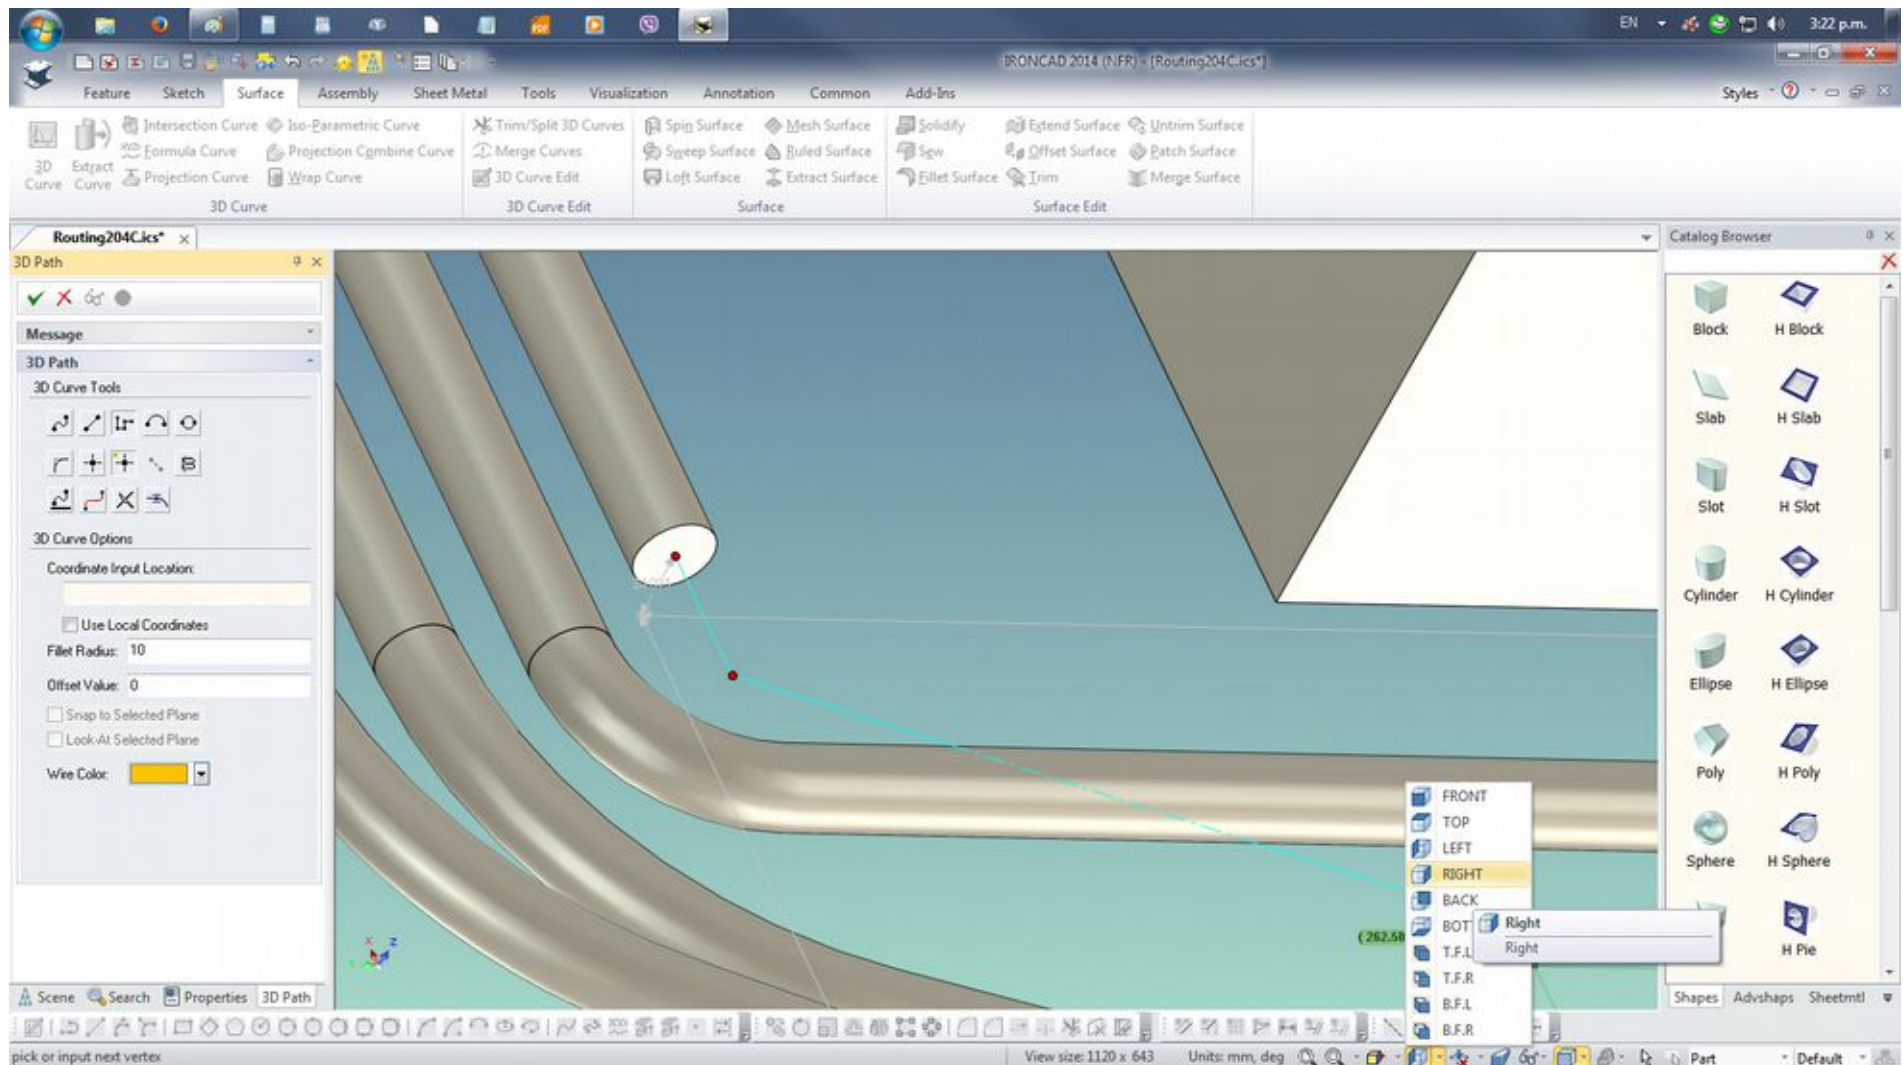 EN 3:22 p.m.
IRONCAD 2014 (NFR) - [Routing204C.ics*]
Feature Sketch Surface Assembly Sheet Metal Tools Visualization Annotation Common Add-Ins Styles
Intersection Curve Iso-Parametric Curve Trim/Split 3D Curves Spin Surface Mesh Surface Solidify Extend Surface Untrim Surface
3D Curve Extract Curve Formula Curve Projection Combine Curve Merge Curves Sweep Surface Ruled Surface Sew Offset Surface Patch Surface
Projection Curve Wrap Curve 3D Curve Edit Loft Surface Extract Surface Fillet Surface Trim Merge Surface
3D Curve 3D Curve Edit Surface Surface Edit
Routing204C.ics* Catalog Browser
3D Path
Message
3D Path
3D Curve Tools
3D Curve Options
Coordinate Input Location:
Use Local Coordinates
Fillet Radius: 10
Offset Value: 0
Snap to Selected Plane
Look-At Selected Plane
Wire Color:
Block H Block
Slab H Slab
Slot H Slot
Cylinder H Cylinder
Ellipse H Ellipse
Poly H Poly
Sphere H Sphere
H Pie
FRONT
TOP
LEFT
RIGHT
BACK
BOT
T.F.L
T.F.R
B.F.L
B.F.R
Right
Right
(262.50
Scene Search Properties 3D Path
Shapes Advshaps Sheetmtl
pick or input next vertex View size: 1120 x 643 Units: mm, deg Part Default